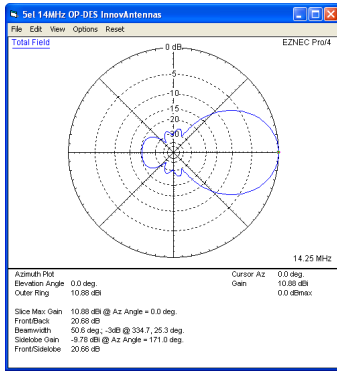 5el 14MHz OP-DES InnovAntennas
File Edit View Options Reset
Total Field
EZNEC Pro/4
0 dB
-5
-10
-15
-20
-30
14.25 MHz
Azimuth Plot
Elevation Angle 0.0 deg.
Outer Ring 10.88 dBi
Cursor Az 0.0 deg.
Gain 10.88 dBi
0.0 dBmax
Slice Max Gain 10.88 dBi @ Az Angle = 0.0 deg.
Front/Back 20.68 dB
Beamwidth 50.6 deg.; -3dB @ 334.7, 25.3 deg.
Sidelobe Gain -9.78 dBi @ Az Angle = 171.0 deg.
Front/Sidelobe 20.66 dB